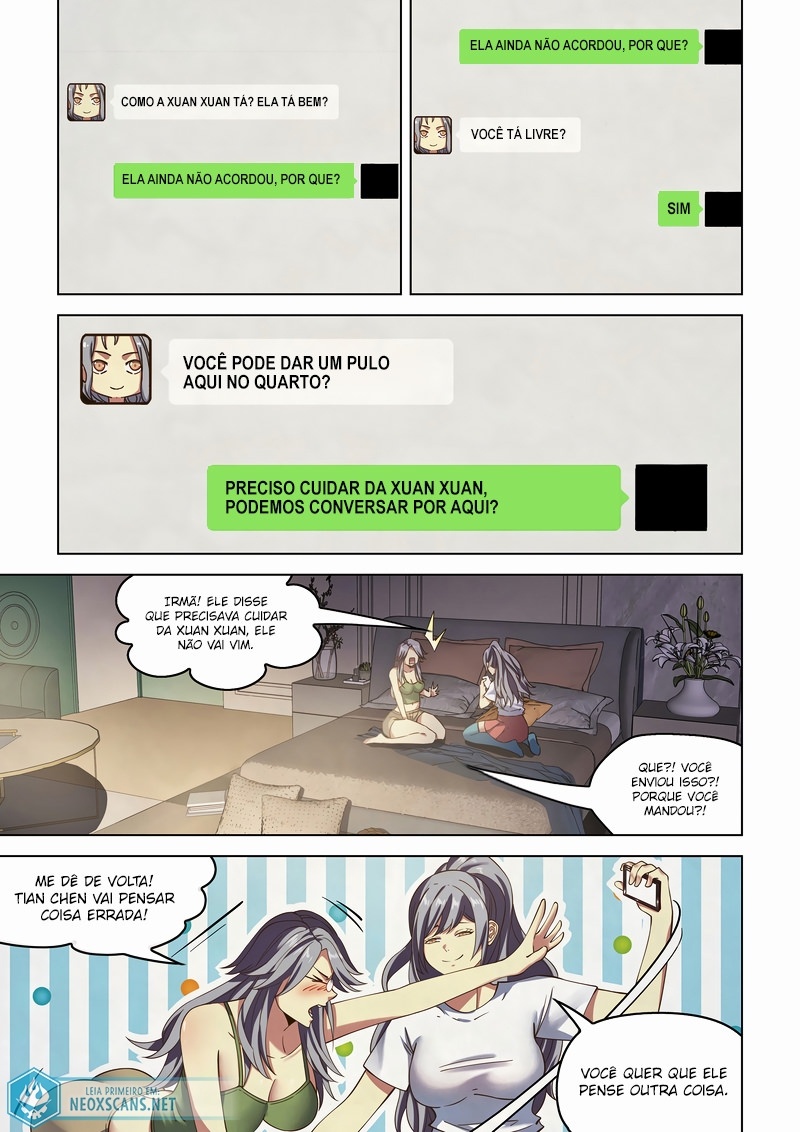 COMO A XUAN XUAN TÁ? ELA TÁ BEM?
ELA AINDA NÃO ACORDOU, POR QUE?
ELA AINDA NÃO ACORDOU, POR QUE?
VOCÊ TÁ LIVRE?
SIM
VOCÊ PODE DAR UM PULO
AQUI NO QUARTO?
PRECISO CUIDAR DA XUAN XUAN,
PODEMOS CONVERSAR POR AQUI?
IRMÃ! ELE DISSE
QUE PRECISAVA CUIDAR
DA XUAN XUAN, ELE
NÃO VAI VIM.
QUE?! VOCÊ
ENVIOU ISSO?!
PORQUE VOCÊ
MANDOU?!
ME DÊ DE VOLTA!
TIAN CHEN VAI PENSAR
COISA ERRADA!
VOCÊ QUER QUE ELE
PENSE OUTRA COISA.
LEIA PRIMEIRO EM:
NEOXSCANS.NET